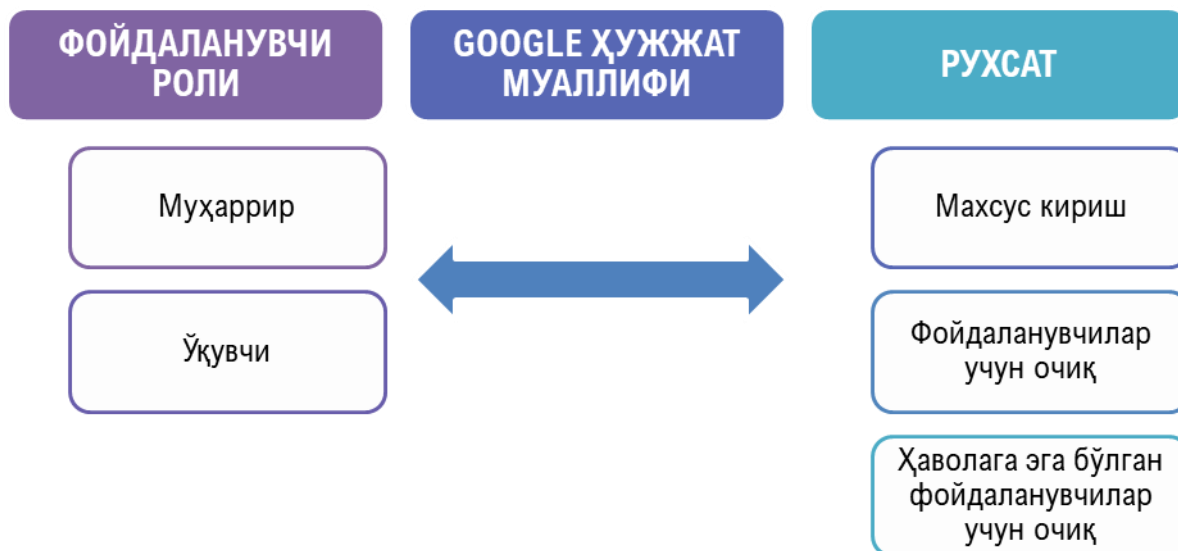 ФОЙДАЛАНУВЧИ
РОЛИ
GOOGLE ҲУЖЖАТ
МУАЛЛИФИ
РУХСАТ
Муҳаррир
Ўқувчи
Махсус кириш
Фойдаланувчилар
учун очиқ
Ҳаволага эга бўлган
фойдаланувчилар
учун очиқ